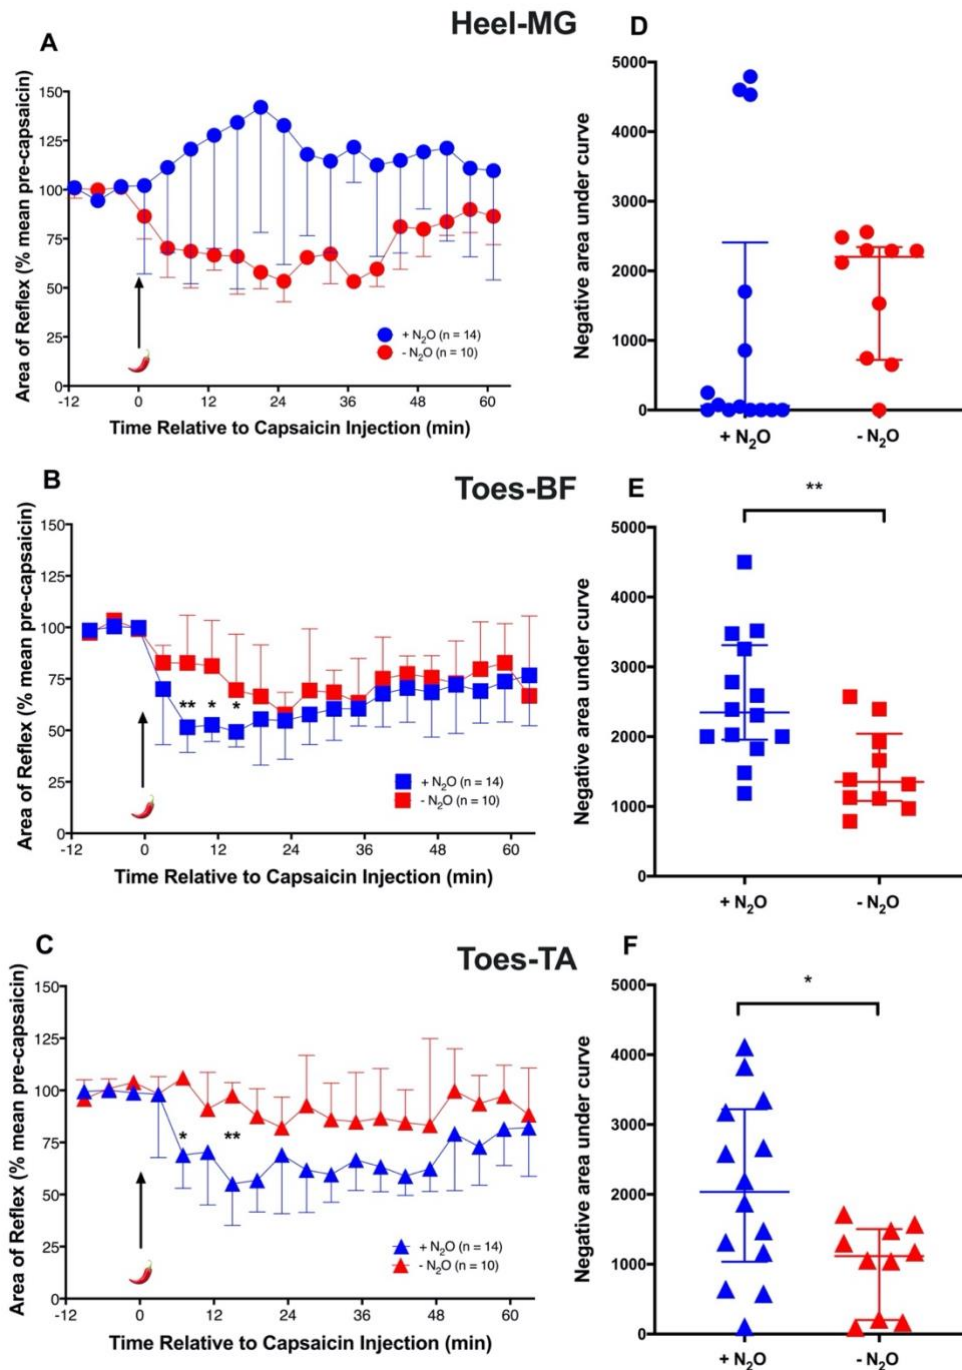 Heel-MG
A
Area of Reflex (% mean pre-capsaicin)
150
125
100
75
50
25
0
-12
0
12
24
36
48
60
+ N₂O (n = 14)
- N₂O (n = 10)
Time Relative to Capsaicin Injection (min)
D
Negative area under curve
5000
4000
3000
2000
1000
0
+ N₂O
- N₂O
Toes-BF
B
Area of Reflex (% mean pre-capsaicin)
150
125
100
75
50
25
0
** * *
-12
0
12
24
36
48
60
+ N₂O (n = 14)
- N₂O (n = 10)
Time Relative to Capsaicin Injection (min)
E
**
Negative area under curve
5000
4000
3000
2000
1000
0
+ N₂O
- N₂O
Toes-TA
C
Area of Reflex (% mean pre-capsaicin)
150
125
100
75
50
25
0
* **
-12
0
12
24
36
48
60
+ N₂O (n = 14)
- N₂O (n = 10)
Time Relative to Capsaicin Injection (min)
F
*
Negative area under curve
5000
4000
3000
2000
1000
0
+ N₂O
- N₂O